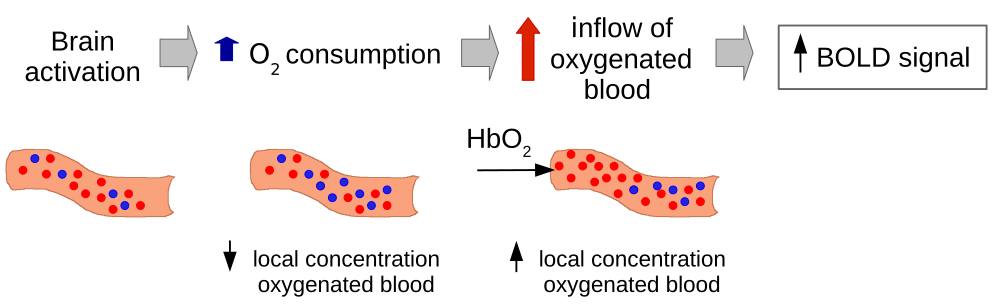 Brain
activation
O2 consumption
inflow of
oxygenated
blood
BOLD signal
HbO2
local concentration
oxygenated blood
local concentration
oxygenated blood